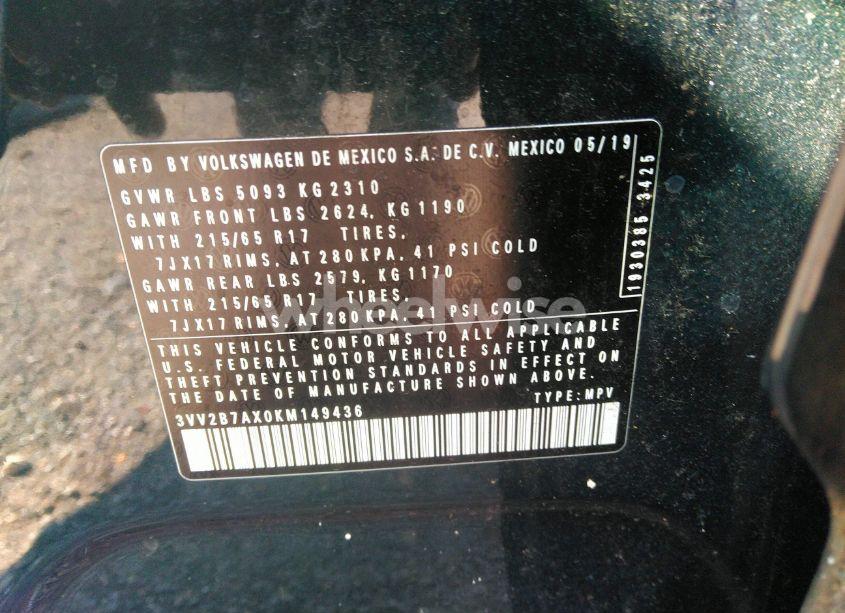 MFD BY VOLKSWAGEN DE MEXICO S.A. DE C.V. MEXICO 05/19
GVWR LBS 5093 KG 2310
GAWR FRONT LBS 2624, KG 1190
WITH 215/65 R17 TIRES,
7JX17 RIMS, AT 280 KPA, 41 PSI COLD
GAWR REAR LBS 2579, KG 1170
WITH 215/65 R17 TIRES,
7JX17 RIMS, AT 280 KPA, 41 PSI COLD
THIS VEHICLE CONFORMS TO ALL APPLICABLE
U.S. FEDERAL MOTOR VEHICLE SAFETY AND
THEFT PREVENTION STANDARDS IN EFFECT ON
THE DATE OF MANUFACTURE SHOWN ABOVE.
3VV2B7AX0KM149436 TYPE: MPV
1930385 3425
wheelwise